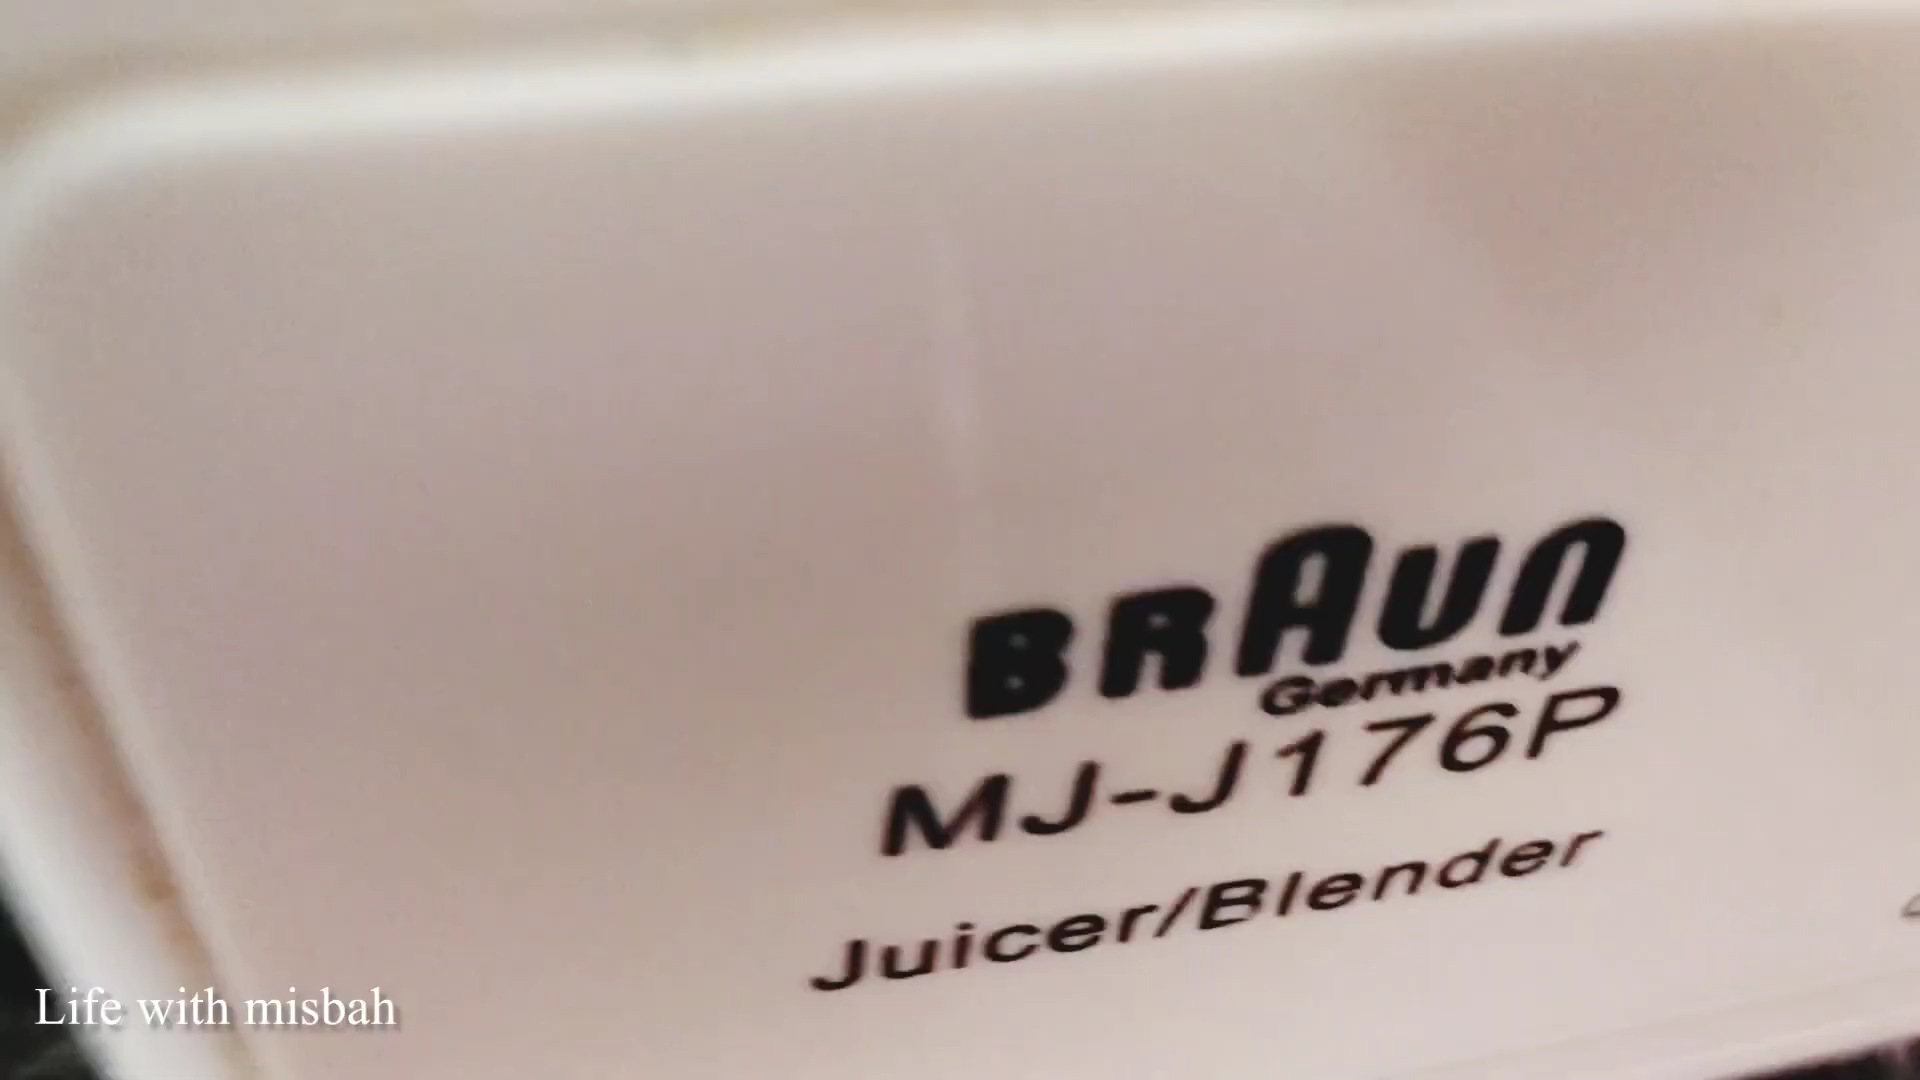 BRAUN
Germany
MJ-J176P
Juicer/Blender
Life with misbah